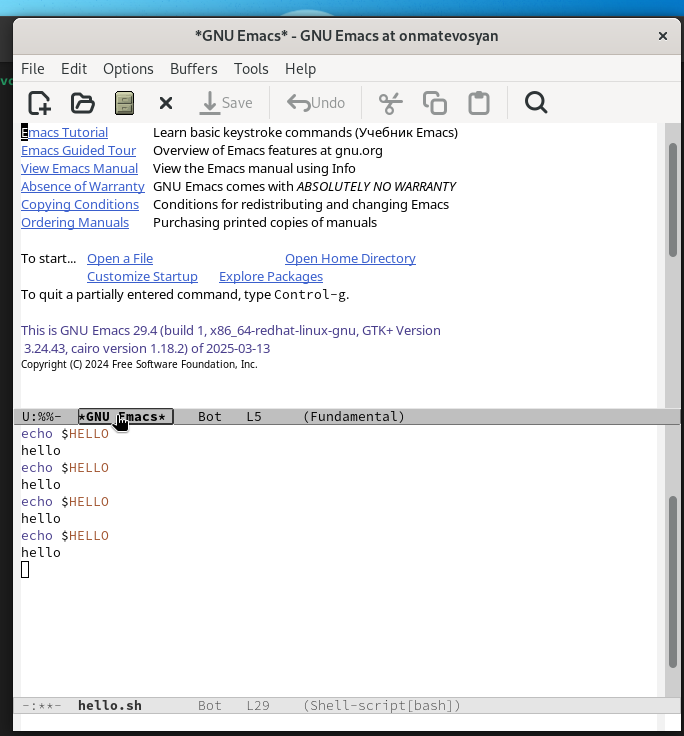 *GNU Emacs* - GNU Emacs at onmatevosyan
File Edit Options Buffers Tools Help
Save Undo
Emacs Tutorial Learn basic keystroke commands (Учебник Emacs)
Emacs Guided Tour Overview of Emacs features at gnu.org
View Emacs Manual View the Emacs manual using Info
Absence of Warranty GNU Emacs comes with ABSOLUTELY NO WARRANTY
Copying Conditions Conditions for redistributing and changing Emacs
Ordering Manuals Purchasing printed copies of manuals
To start... Open a File Open Home Directory
Customize Startup Explore Packages
To quit a partially entered command, type Control-g.
This is GNU Emacs 29.4 (build 1, x86_64-redhat-linux-gnu, GTK+ Version
3.24.43, cairo version 1.18.2) of 2025-03-13
Copyright (C) 2024 Free Software Foundation, Inc.
U:%%- *GNU Emacs* Bot L5 (Fundamental)
echo $HELLO
hello
echo $HELLO
hello
echo $HELLO
hello
echo $HELLO
hello
-:**- hello.sh Bot L29 (Shell-script[bash])